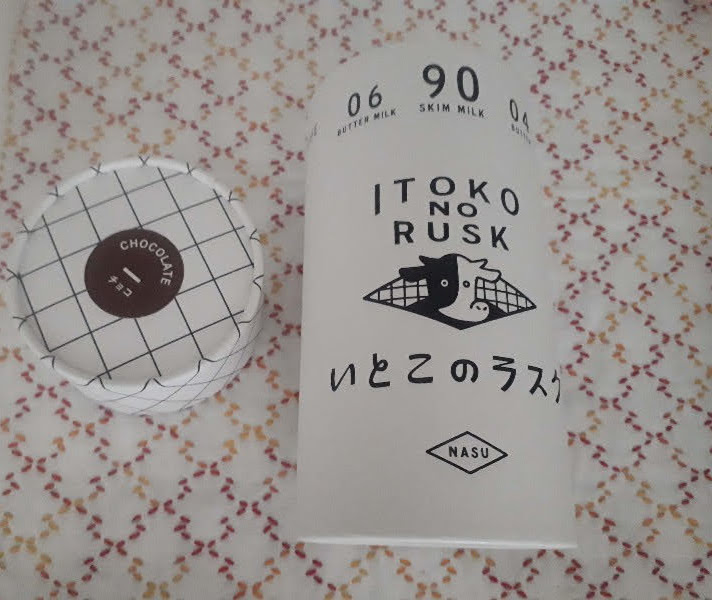 CHOCOLATE
チョコ
06
BUTTER MILK
90
SKIM MILK
04
ITOKO
NO
RUSK
いとこのラスク
NASU